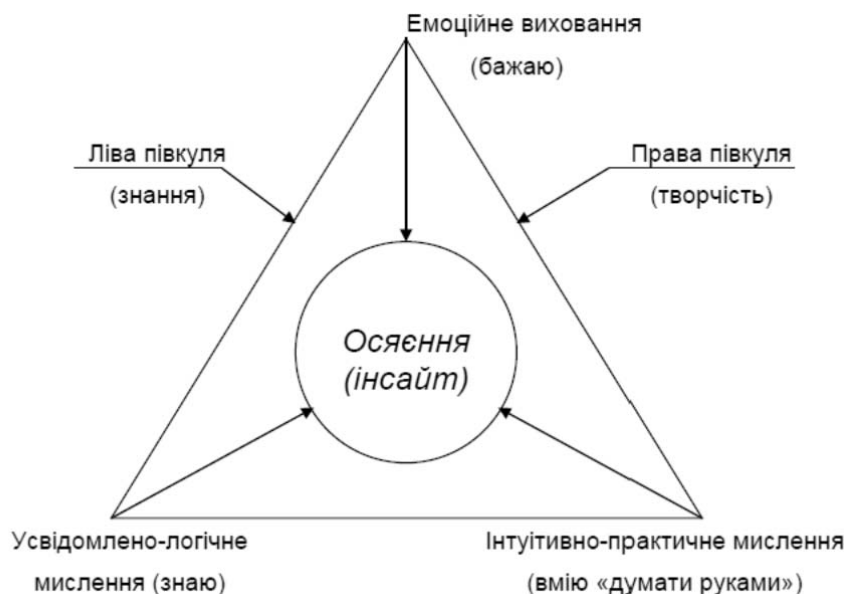 Емоційне виховання
(бажаю)
Ліва півкуля
(знання)
Права півкуля
(творчість)
Осяєння
(інсайт)
Усвідомлено-логічне
мислення (знаю)
Інтуїтивно-практичне мислення
(вмію «думати руками»)